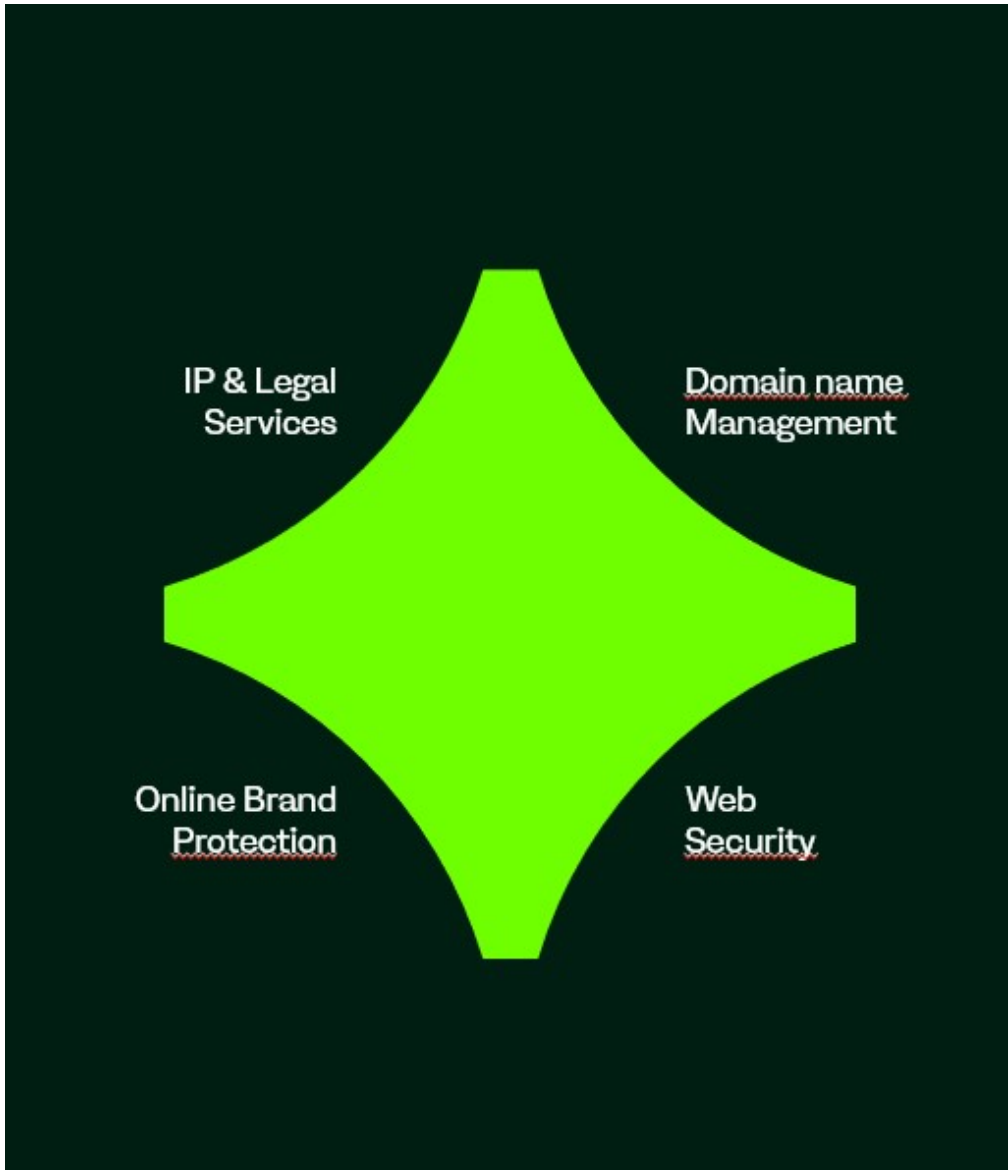 IP & Legal
Services
Domain name
Management
Online Brand
Protection
Web
Security